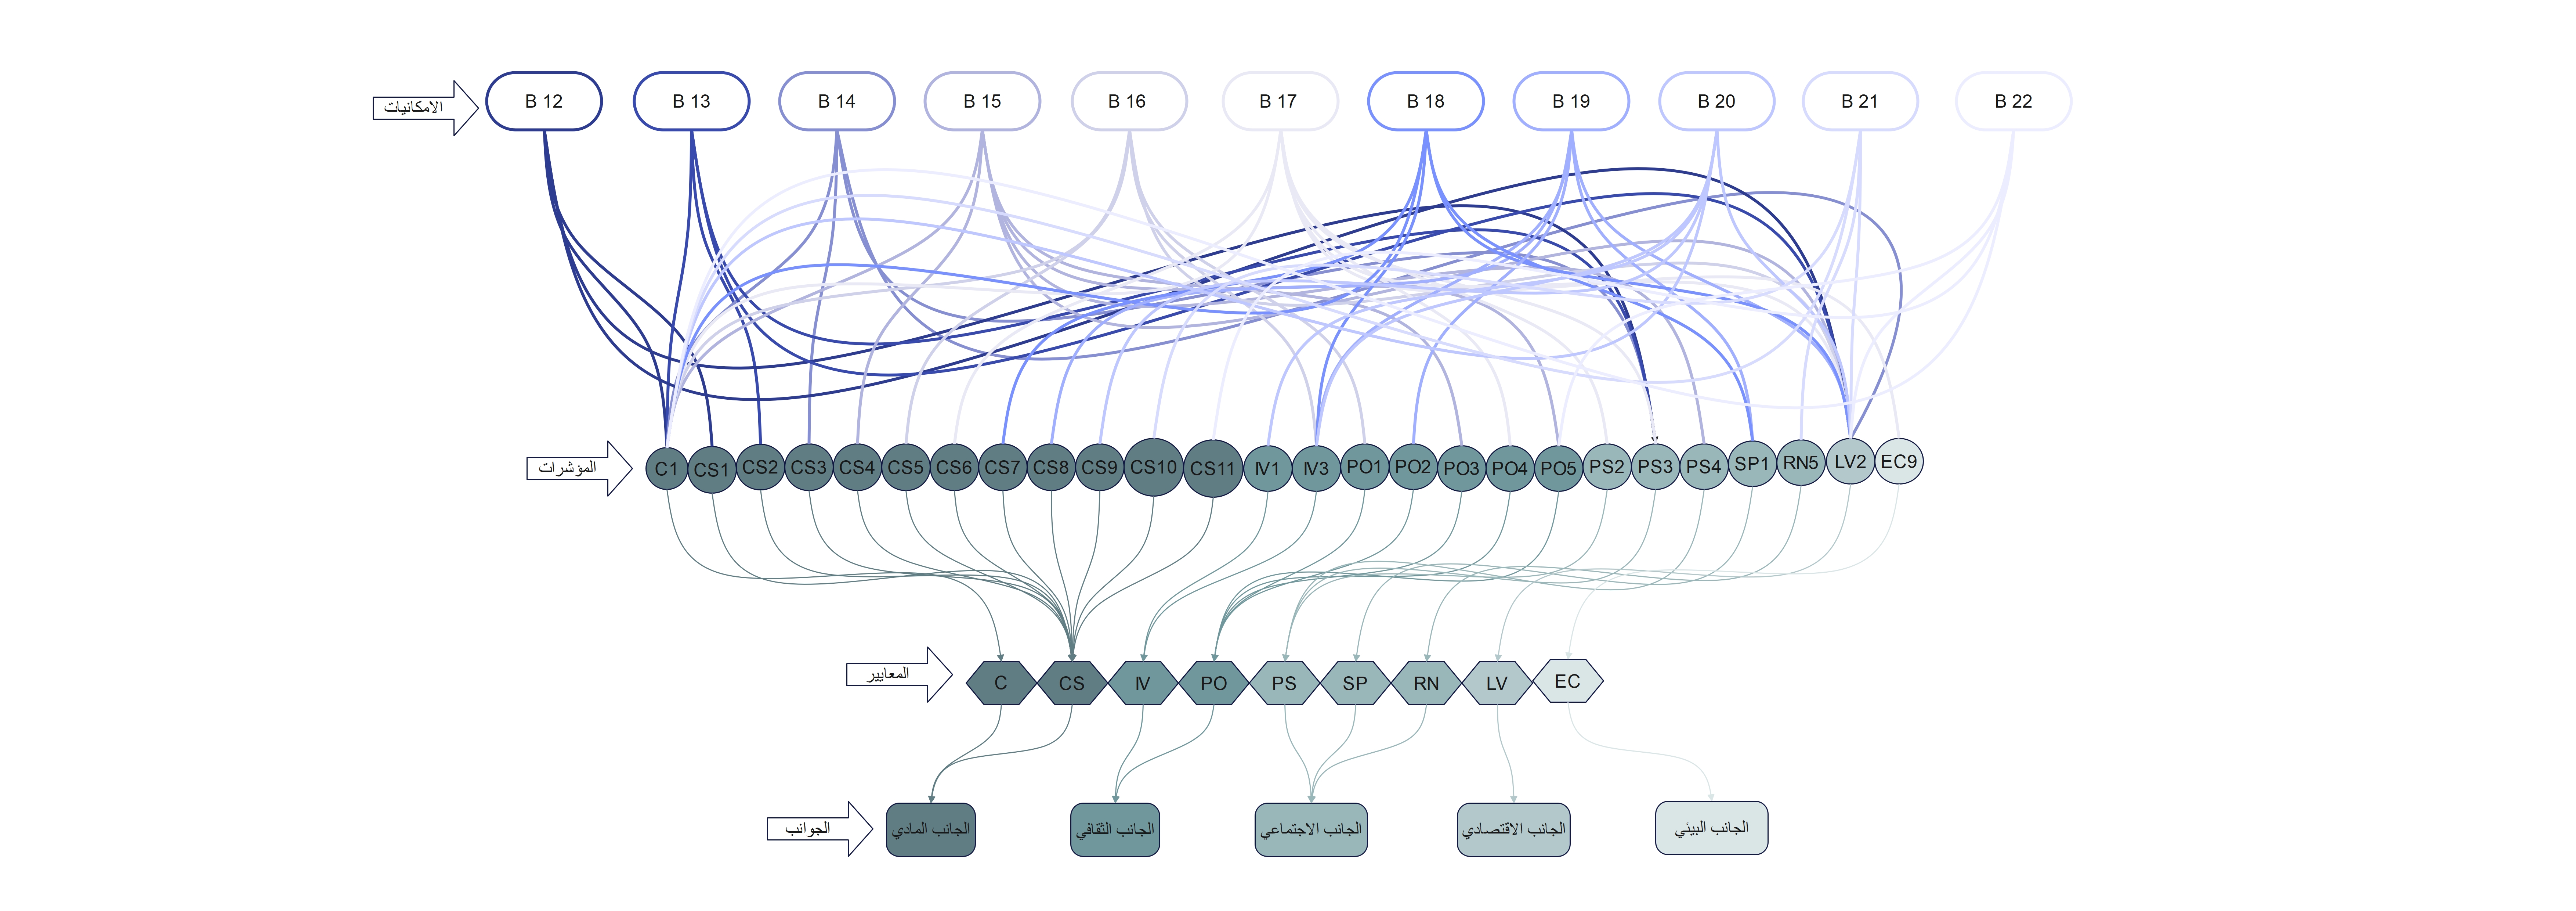 الامكانيات
B 12
B 13
B 14
B 15
B 16
B 17
B 18
B 19
B 20
B 21
B 22
المؤشرات
C1
CS1
CS2
CS3
CS4
CS5
CS6
CS7
CS8
CS9
CS10
CS11
IV1
IV3
PO1
PO2
PO3
PO4
PO5
PS2
PS3
PS4
SP1
RN5
LV2
EC9
المعايير
C
CS
IV
PO
PS
SP
RN
LV
EC
الجوانب
الجانب المادي
الجانب الثقافي
الجانب الاجتماعي
الجانب الاقتصادي
الجانب البيئي